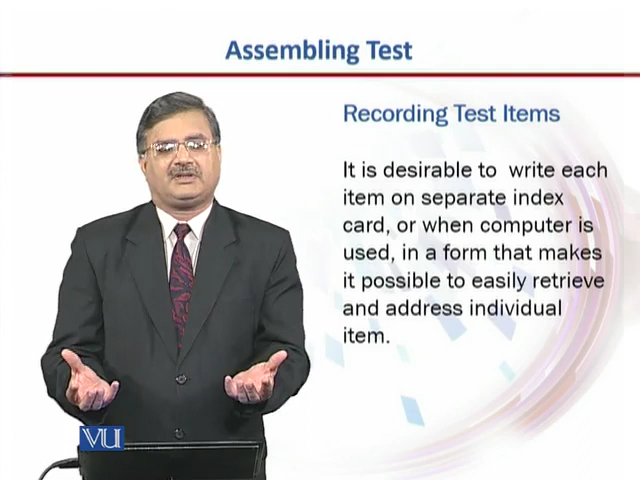 Assembling Test
Recording Test Items
It is desirable to write each
item on separate index
card, or when computer is
used, in a form that makes
it possible to easily retrieve
and address individual
item.
VU